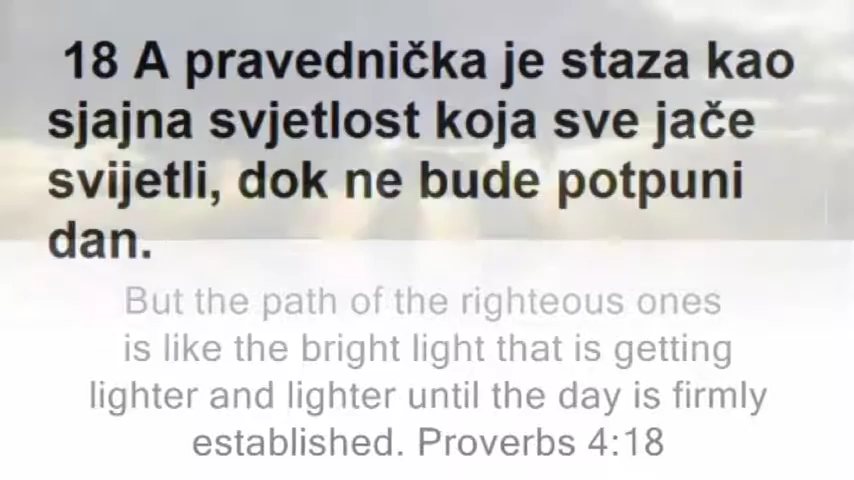 18 A pravednička je staza kao
sjajna svjetlost koja sve jače
svijetli, dok ne bude potpuni
dan.
But the path of the righteous ones
is like the bright light that is getting
lighter and lighter until the day is firmly
established. Proverbs 4:18